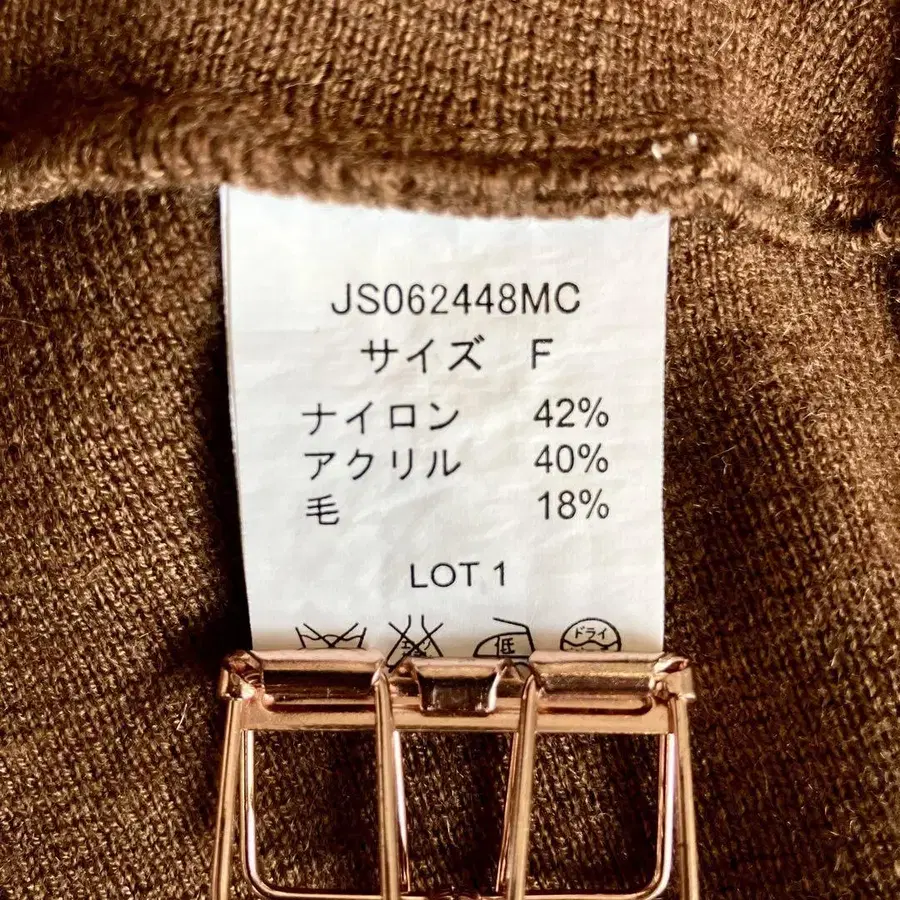 JS062448MC
サイズ F
ナイロン 42%
アクリル 40%
毛 18%
LOT 1
低 ドライ